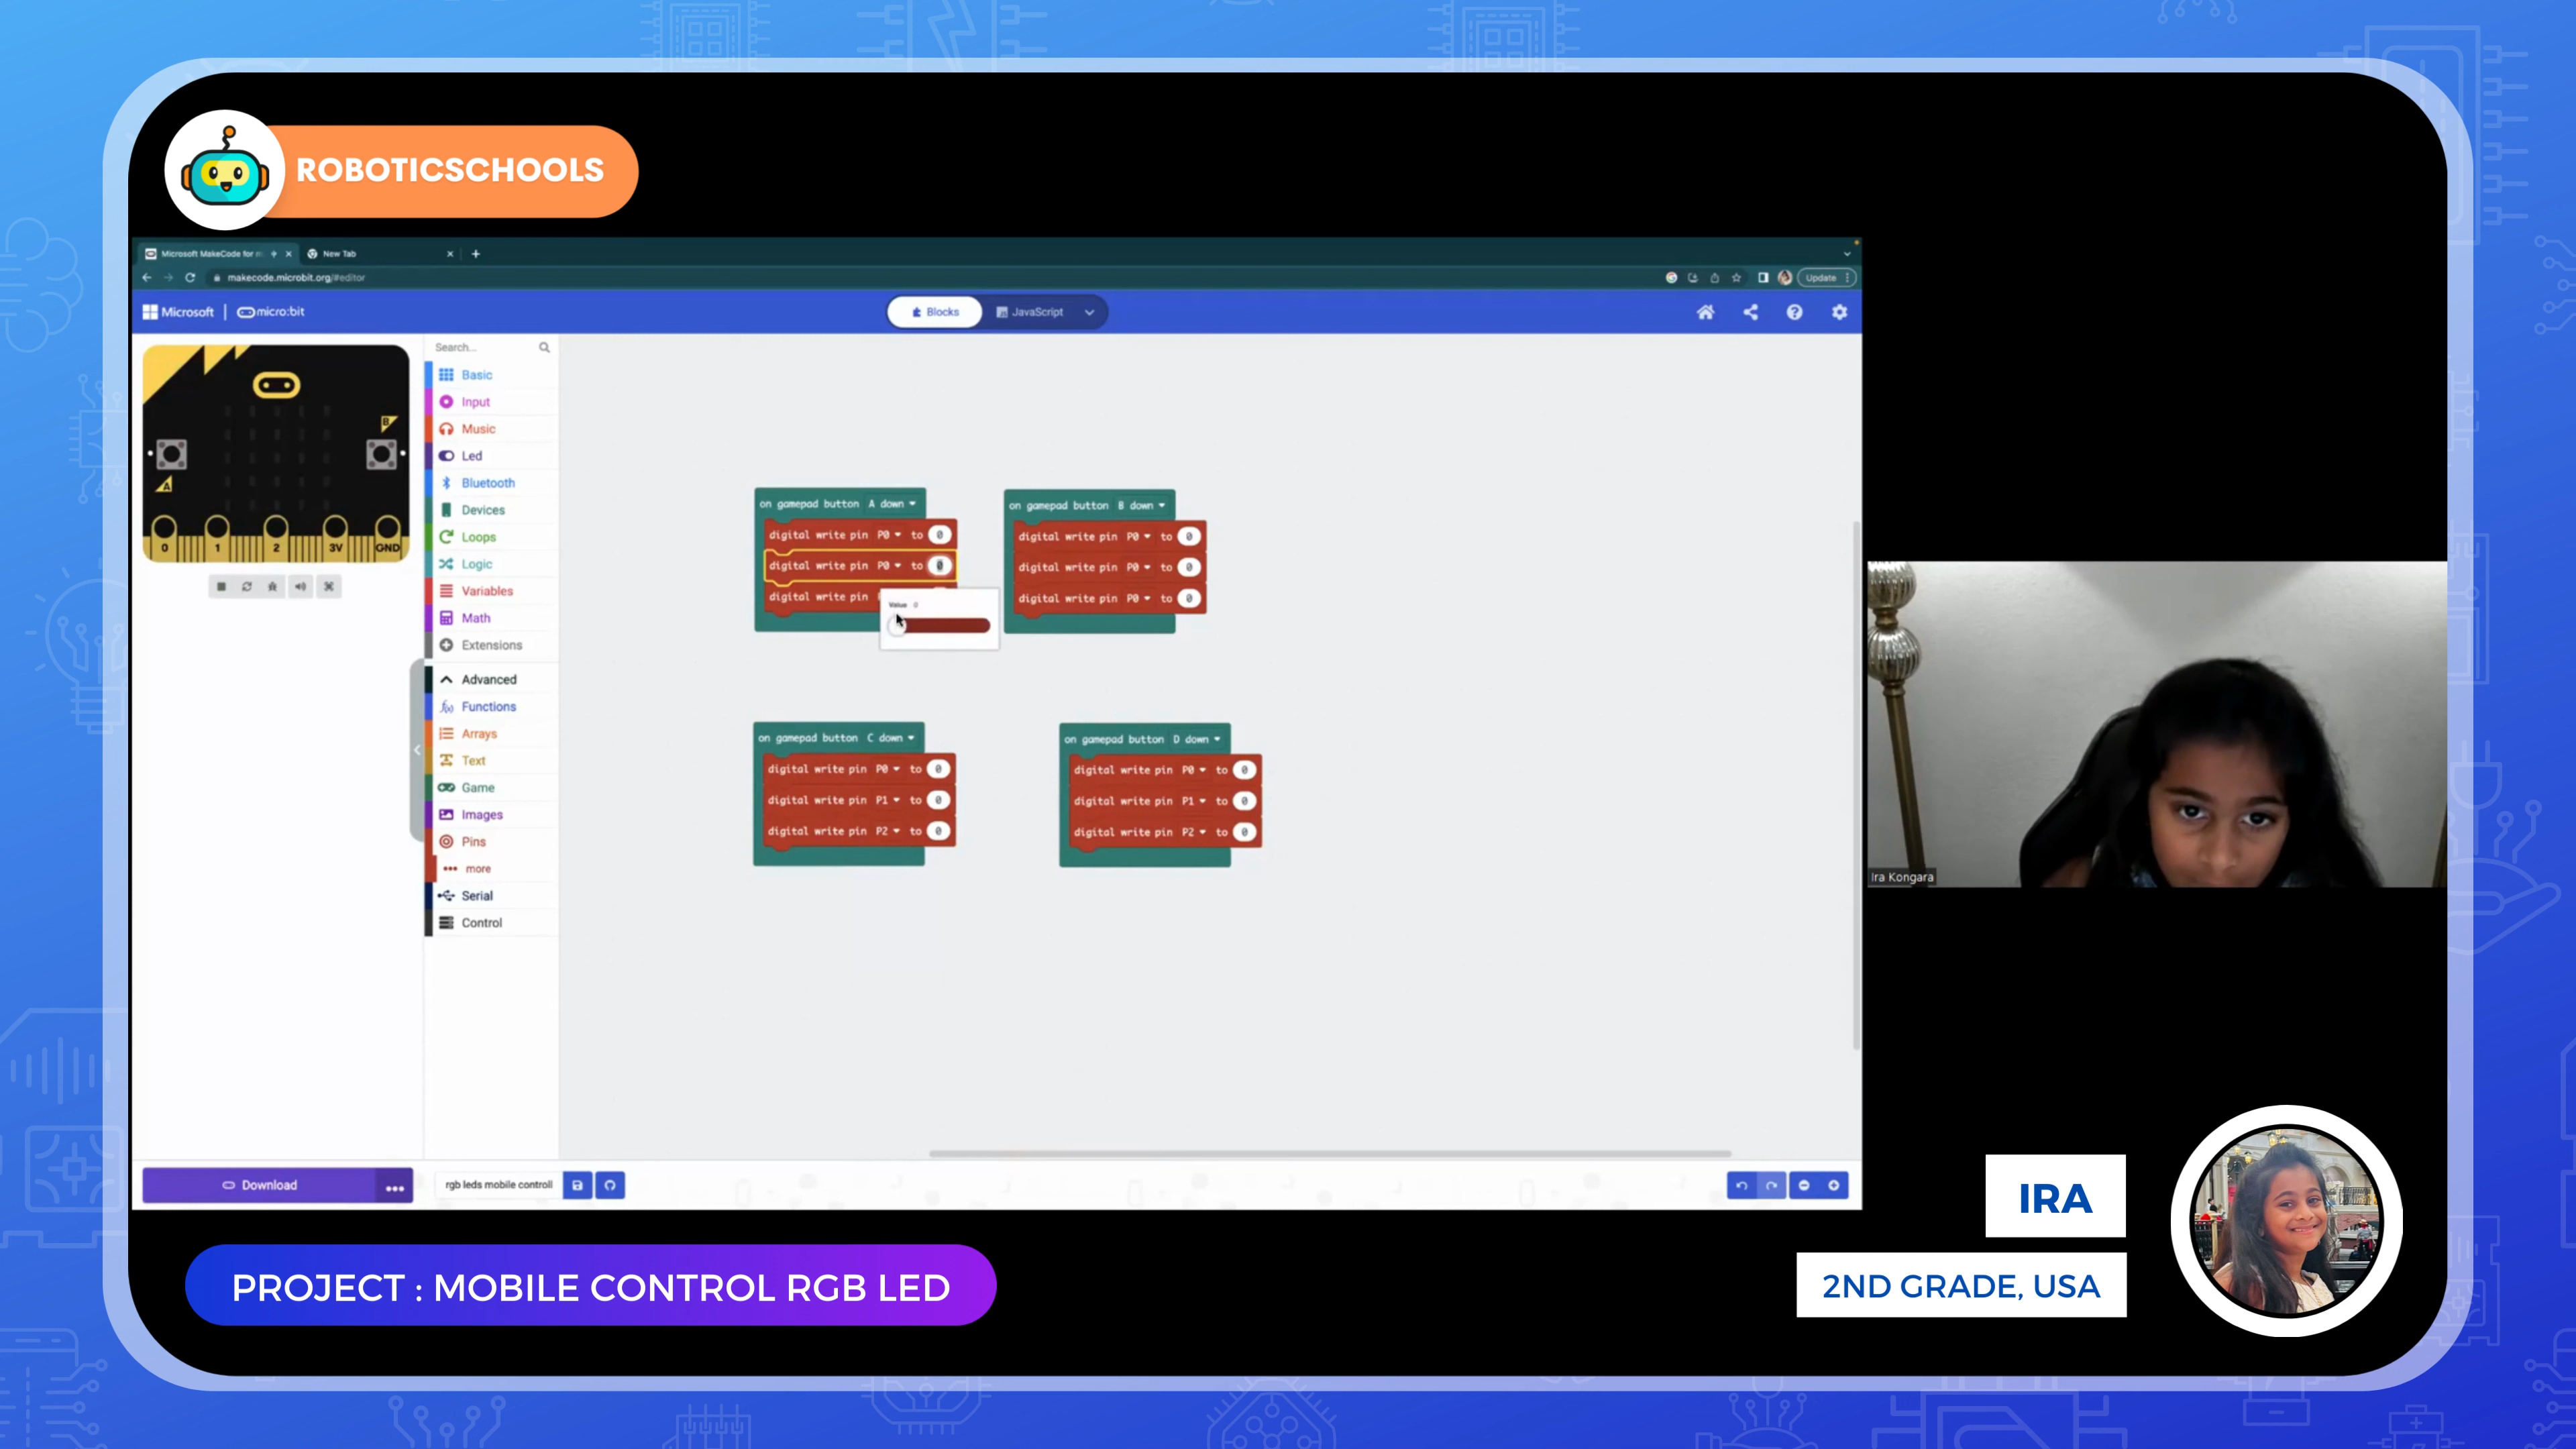 ROBOTICSCHOOLS
Microsoft MakeCode for m
New Tab
makecode.microbit.org/#editor
Update
Microsoft
micro:bit
Blocks
JavaScript
Search...
Basic
Input
Music
Led
Bluetooth
Devices
Loops
Logic
Variables
Math
Extensions
Advanced
Functions
Arrays
Text
Game
Images
Pins
more
Serial
Control
B
A
0 1 2 3V GND
on gamepad button A down
digital write pin P0 to 0
digital write pin P0 to 0
digital write pin
Value 0
on gamepad button B down
digital write pin P0 to 0
digital write pin P0 to 0
digital write pin P0 to 0
on gamepad button C down
digital write pin P0 to 0
digital write pin P1 to 0
digital write pin P2 to 0
on gamepad button D down
digital write pin P0 to 0
digital write pin P1 to 0
digital write pin P2 to 0
Ira Kongara
Download
rgb leds mobile controll
PROJECT : MOBILE CONTROL RGB LED
IRA
2ND GRADE, USA